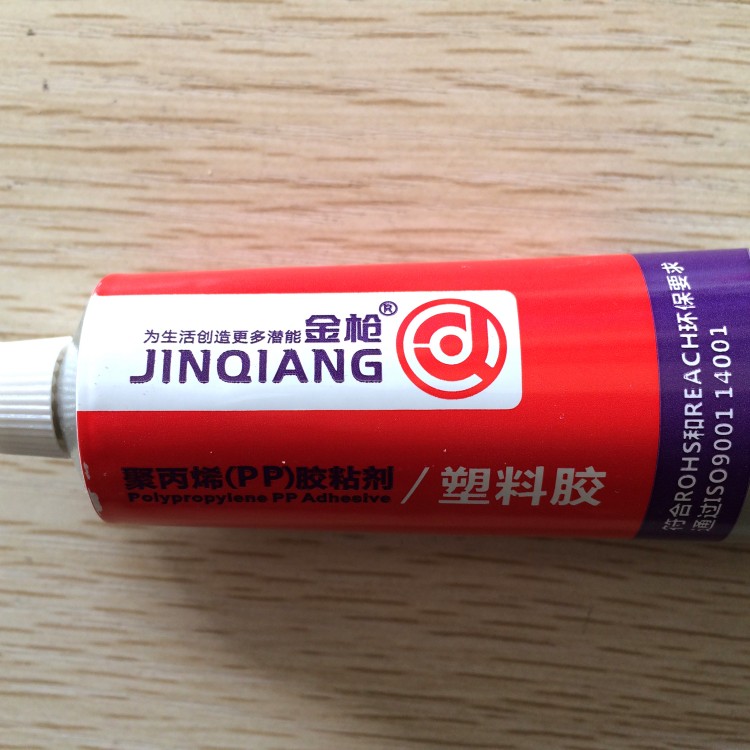 为生活创造更多潜能 金枪®
JINQIANG
聚丙烯(PP)胶粘剂/塑料胶
Polypropylene PP Adhesive
符合ROHS和REACH环保要求
通过ISO9001 14001